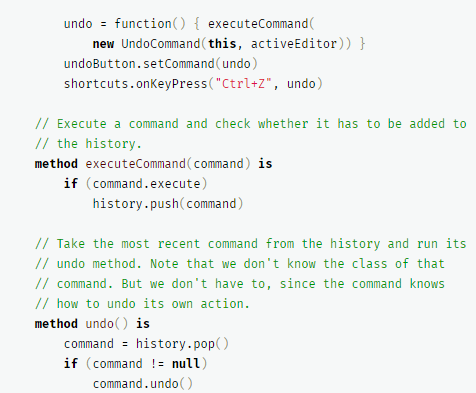 undo = function() { executeCommand(
new UndoCommand(this, activeEditor)) }
undoButton.setCommand(undo)
shortcuts.onKeyPress("Ctrl+Z", undo)
// Execute a command and check whether it has to be added to
// the history.
method executeCommand(command) is
if (command.execute)
history.push(command)
// Take the most recent command from the history and run its
// undo method. Note that we don't know the class of that
// command. But we don't have to, since the command knows
// how to undo its own action.
method undo() is
command = history.pop()
if (command != null)
command.undo()